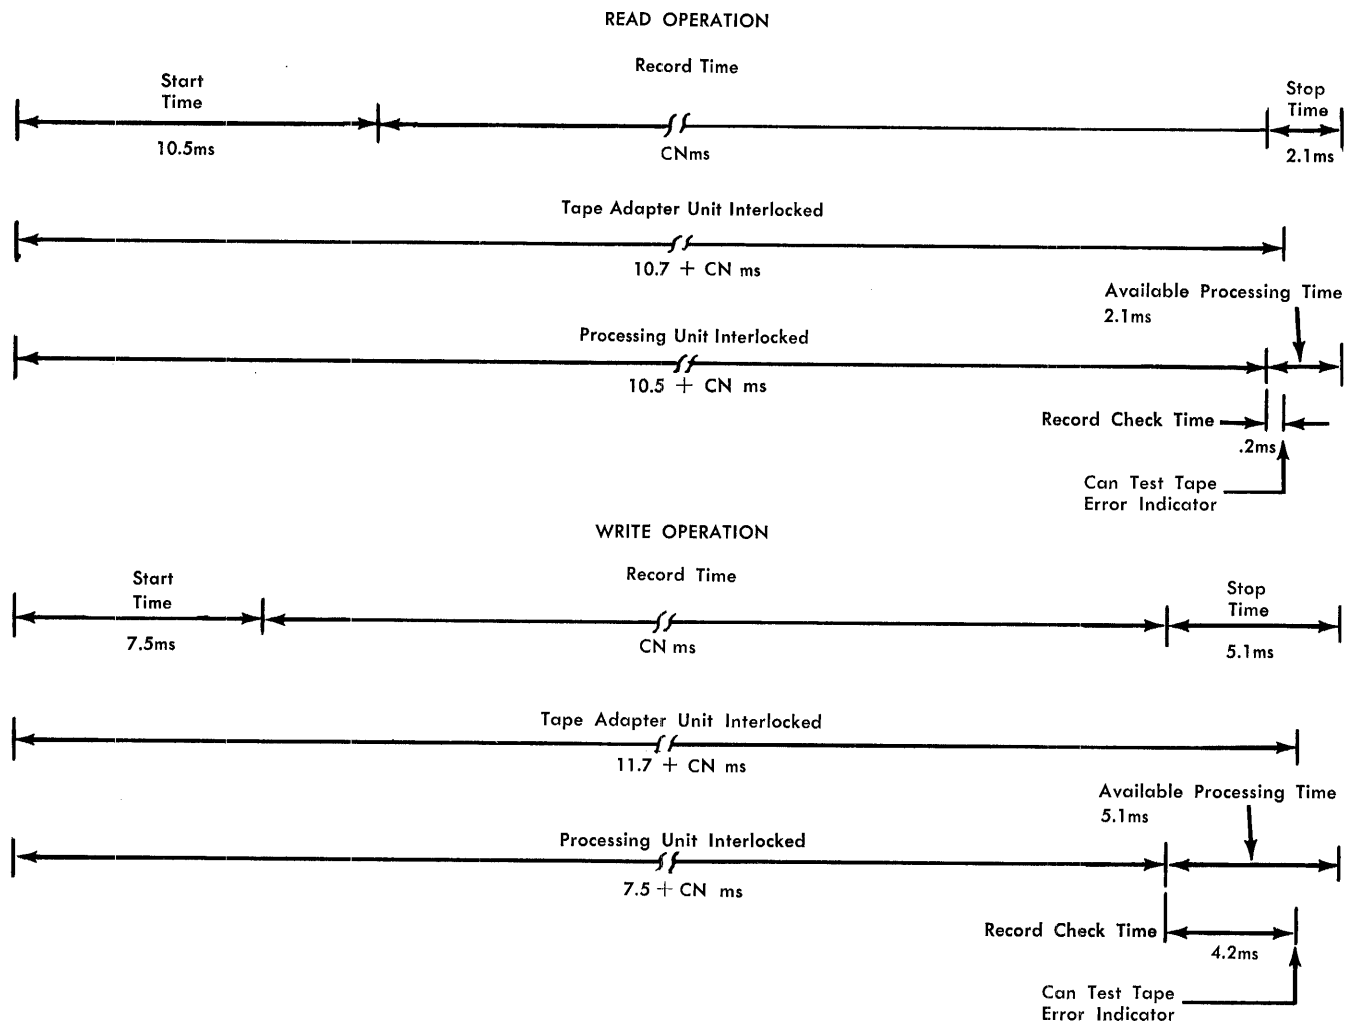 READ OPERATION
Record Time
Start
Time
Stop
Time
10.5ms
CNms
2.1ms
Tape Adapter Unit Interlocked
10.7 + CN ms
Available Processing Time
2.1ms
Processing Unit Interlocked
10.5 + CN ms
Record Check Time
.2ms
Can Test Tape
Error Indicator
WRITE OPERATION
Record Time
Start
Time
Stop
Time
7.5ms
CN ms
5.1ms
Tape Adapter Unit Interlocked
11.7 + CN ms
Available Processing Time
5.1ms
Processing Unit Interlocked
7.5 + CN ms
Record Check Time
4.2ms
Can Test Tape
Error Indicator